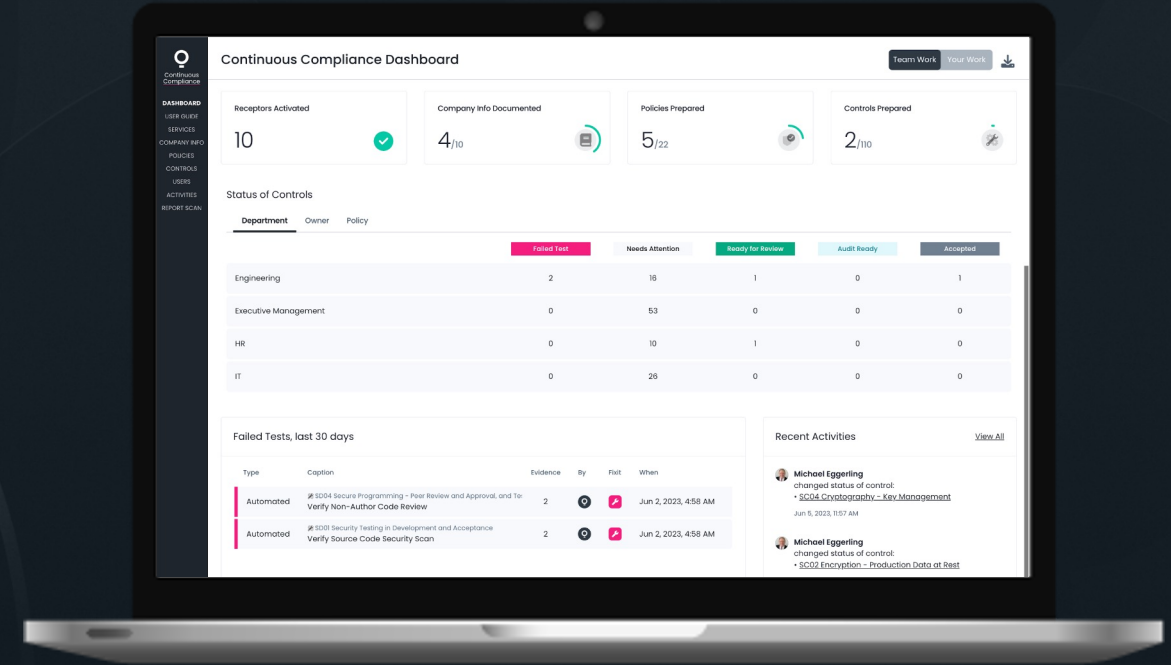 Continuous
Compliance
DASHBOARD
USER GUIDE
SERVICES
COMPANY INFO
POLICIES
CONTROLS
USERS
ACTIVITIES
REPORT SCAN
Continuous Compliance Dashboard
Team Work Your Work
Receptors Activated
10
Company Info Documented
4/10
Policies Prepared
5/22
Controls Prepared
2/110
Status of Controls
Department Owner Policy
Failed Test Needs Attention Ready for Review Audit Ready Accepted
Engineering 2 16 1 0 1
Executive Management 0 53 0 0 0
HR 0 10 1 0 0
IT 0 26 0 0 0
Failed Tests, last 30 days
Type Caption Evidence By Fixit When
SD04 Secure Programming - Peer Review and Approval, and Te
Automated Verify Non-Author Code Review 2 Jun 2, 2023, 4:58 AM
SD01 Security Testing in Development and Acceptance
Automated Verify Source Code Security Scan 2 Jun 2, 2023, 4:58 AM
Recent Activities View All
Michael Eggerling
changed status of control:
• SC04 Cryptography - Key Management
Jun 5, 2023, 11:57 AM
Michael Eggerling
changed status of control:
• SC02 Encryption - Production Data at Rest